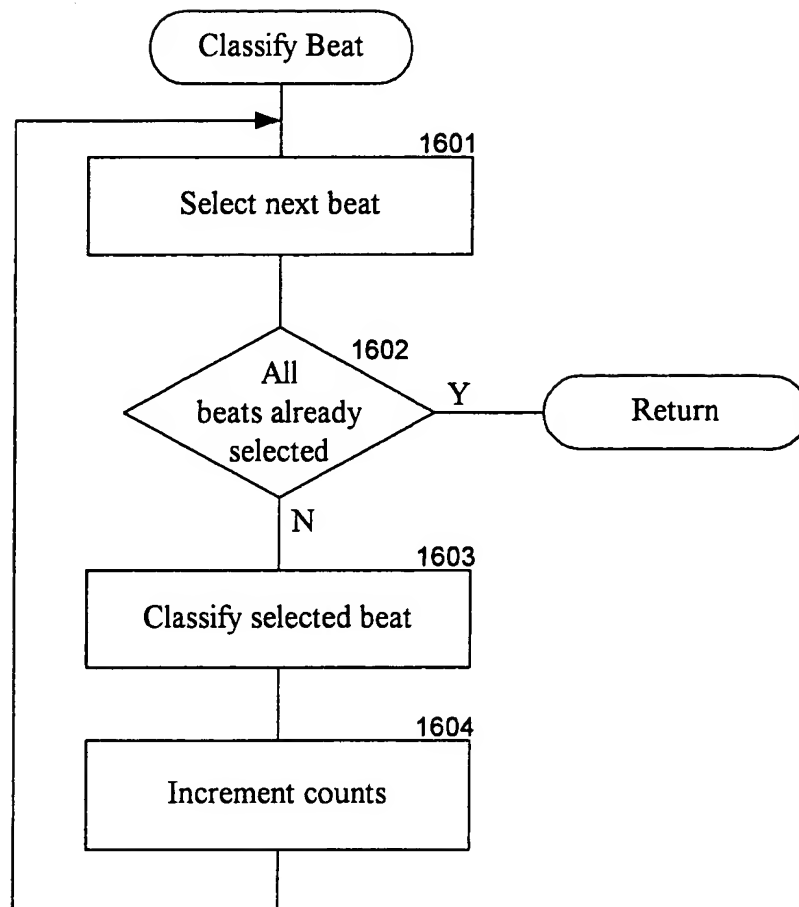 Classify Beat
1601
Select next beat
1602
All
beats already
selected
Y
Return
N
1603
Classify selected beat
1604
Increment counts